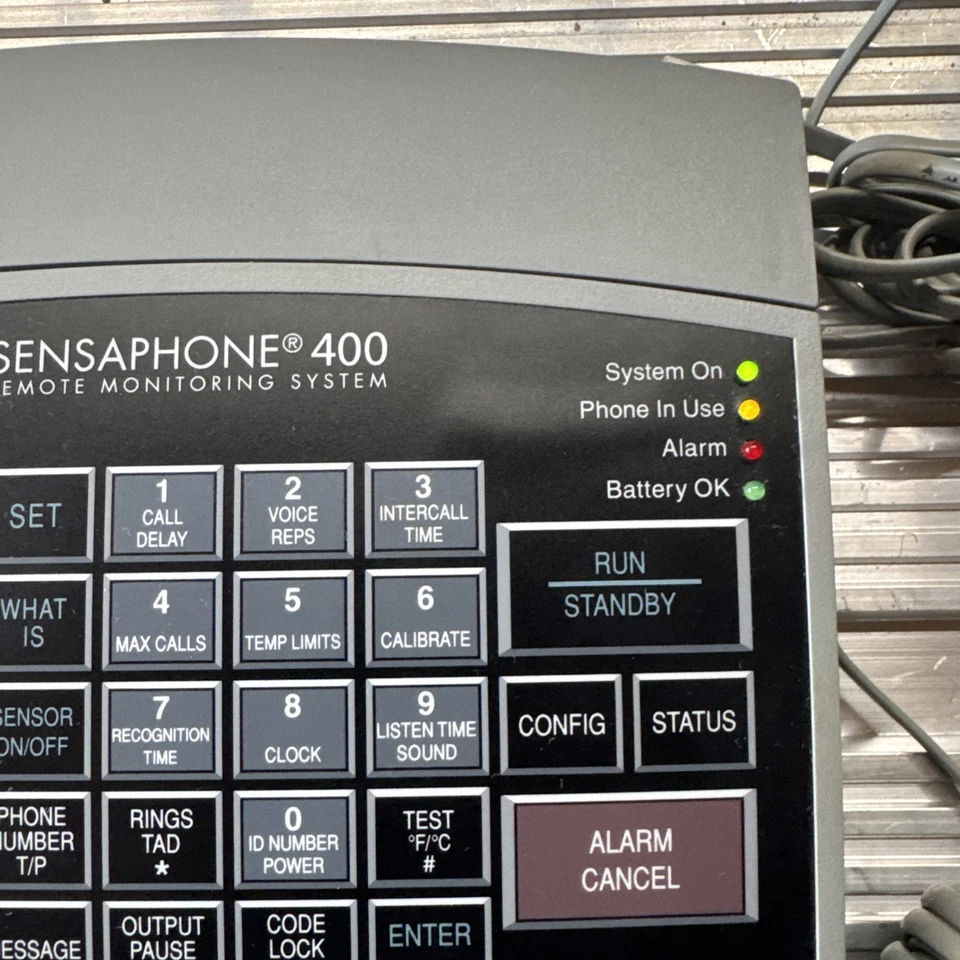 SENSAPHONE® 400
REMOTE MONITORING SYSTEM
System On
Phone In Use
Alarm
Battery OK
SET
1
CALL
DELAY
2
VOICE
REPS
3
INTERCALL
TIME
RUN
STANDBY
WHAT
IS
4
MAX CALLS
5
TEMP LIMITS
6
CALIBRATE
SENSOR
ON/OFF
7
RECOGNITION
TIME
8
CLOCK
9
LISTEN TIME
SOUND
CONFIG
STATUS
PHONE
NUMBER
T/P
RINGS
TAD
*
0
ID NUMBER
POWER
TEST
°F/°C
#
ALARM
CANCEL
ESSAGE
OUTPUT
PAUSE
CODE
LOCK
ENTER